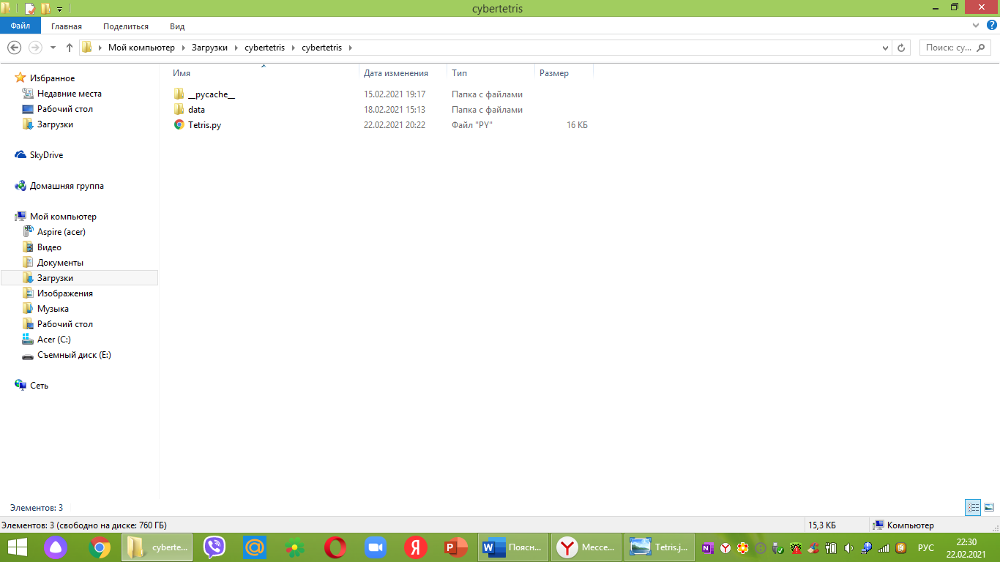 cybertetris
Файл Главная Поделиться Вид
Мой компьютер Загрузки cybertetris cybertetris
Поиск: су...
Имя Дата изменения Тип Размер
__pycache__ 15.02.2021 19:17 Папка с файлами
data 18.02.2021 15:13 Папка с файлами
Tetris.py 22.02.2021 20:22 Файл "PY" 16 КБ
Избранное
Недавние места
Рабочий стол
Загрузки
SkyDrive
Домашняя группа
Мой компьютер
Aspire (acer)
Видео
Документы
Загрузки
Изображения
Музыка
Рабочий стол
Acer (C:)
Съемный диск (E:)
Сеть
Элементов: 3
Элементов: 3 (свободно на диске: 760 ГБ) 15,3 КБ Компьютер
cyberte... Поясн... Мессе... Tetris.j... РУС 22:30
22.02.2021